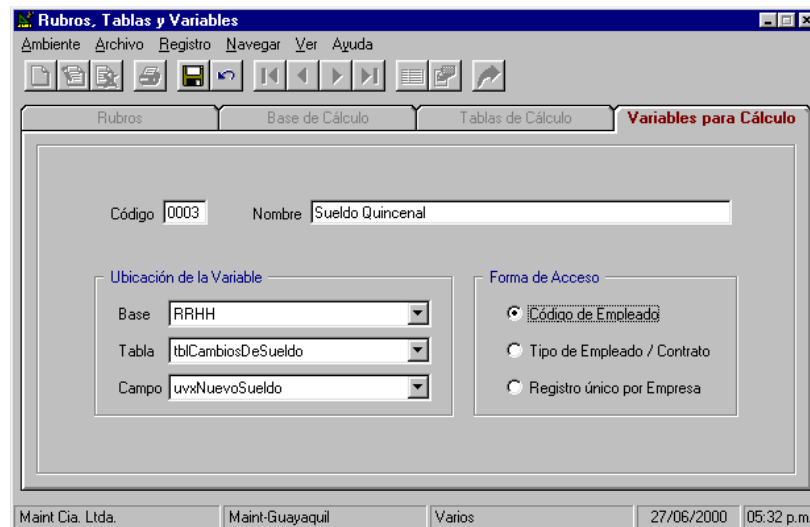 Rubros, Tablas y Variables
Ambiente Archivo Registro Navegar Ver Ayuda
Rubros Base de Cálculo Tablas de Cálculo Variables para Cálculo
Código 0003 Nombre Sueldo Quincenal
Ubicación de la Variable Forma de Acceso
Base RRHH Código de Empleado
Tabla tblCambiosDeSueldo Tipo de Empleado / Contrato
Campo uvxNuevoSueldo Registro único por Empresa
Maint Cia. Ltda. Maint-Guayaquil Varios 27/06/2000 05:32 p.m